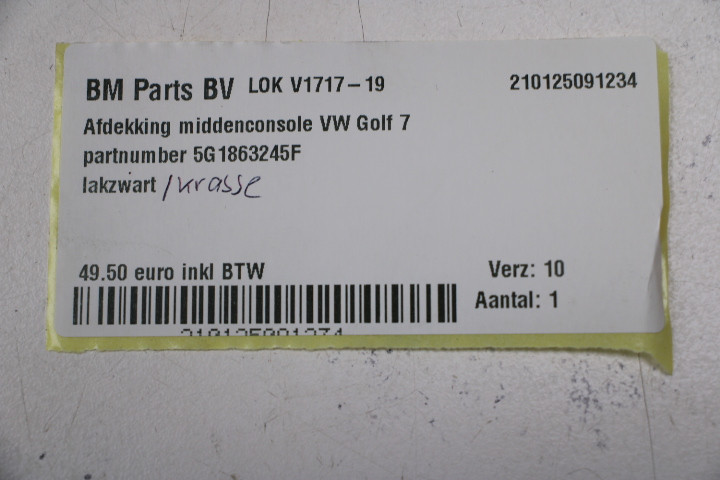 BM Parts BV LOK V1717-19 210125091234
Afdekking middenconsole VW Golf 7
partnumber 5G1863245F
lakzwart /krasse
49.50 euro inkl BTW Verz: 10
Aantal: 1
210125091234